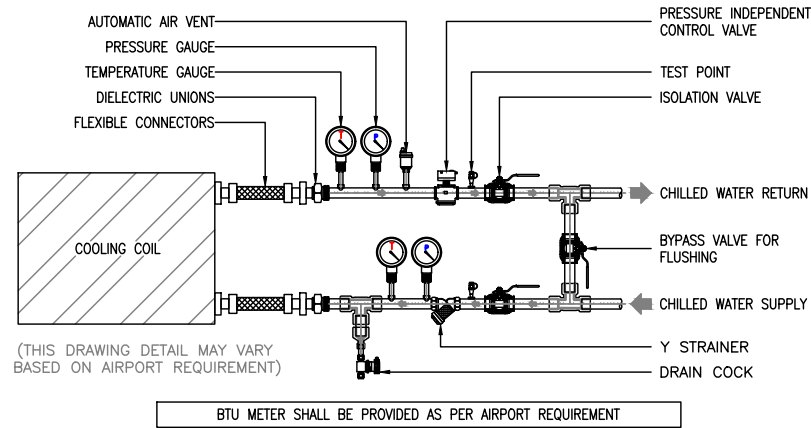 AUTOMATIC AIR VENT
PRESSURE GAUGE
TEMPERATURE GAUGE
DIELECTRIC UNIONS
FLEXIBLE CONNECTORS
PRESSURE INDEPENDENT
CONTROL VALVE
TEST POINT
ISOLATION VALVE
T
P
CHILLED WATER RETURN
COOLING COIL
BYPASS VALVE FOR
FLUSHING
T
P
CHILLED WATER SUPPLY
Y STRAINER
DRAIN COCK
(THIS DRAWING DETAIL MAY VARY
BASED ON AIRPORT REQUIREMENT)
BTU METER SHALL BE PROVIDED AS PER AIRPORT REQUIREMENT